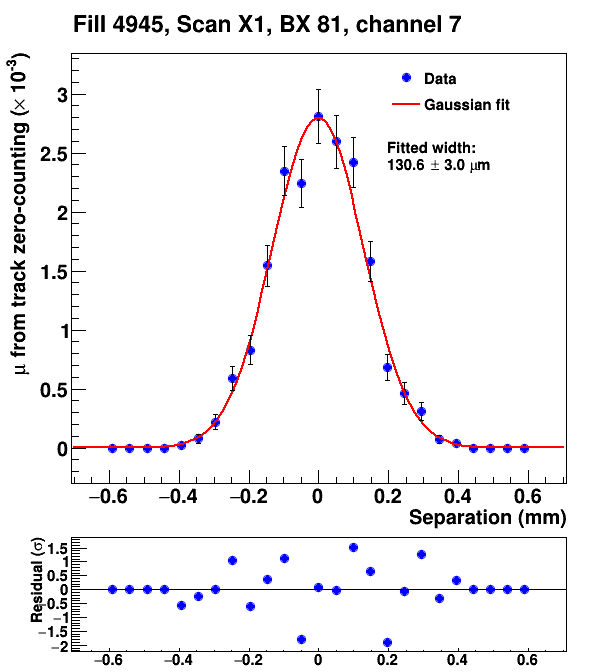 Fill 4945, Scan X1, BX 81, channel 7
μ from track zero-counting (× 10⁻³)
3
2.5
2
1.5
1
0.5
0
Data
Gaussian fit
Fitted width:
130.6 ± 3.0 μm
−0.6 −0.4 −0.2 0 0.2 0.4 0.6
Separation (mm)
Residual (σ)
1.5
1
0.5
0
−0.5
−1
−1.5
−2
−0.6 −0.4 −0.2 0 0.2 0.4 0.6